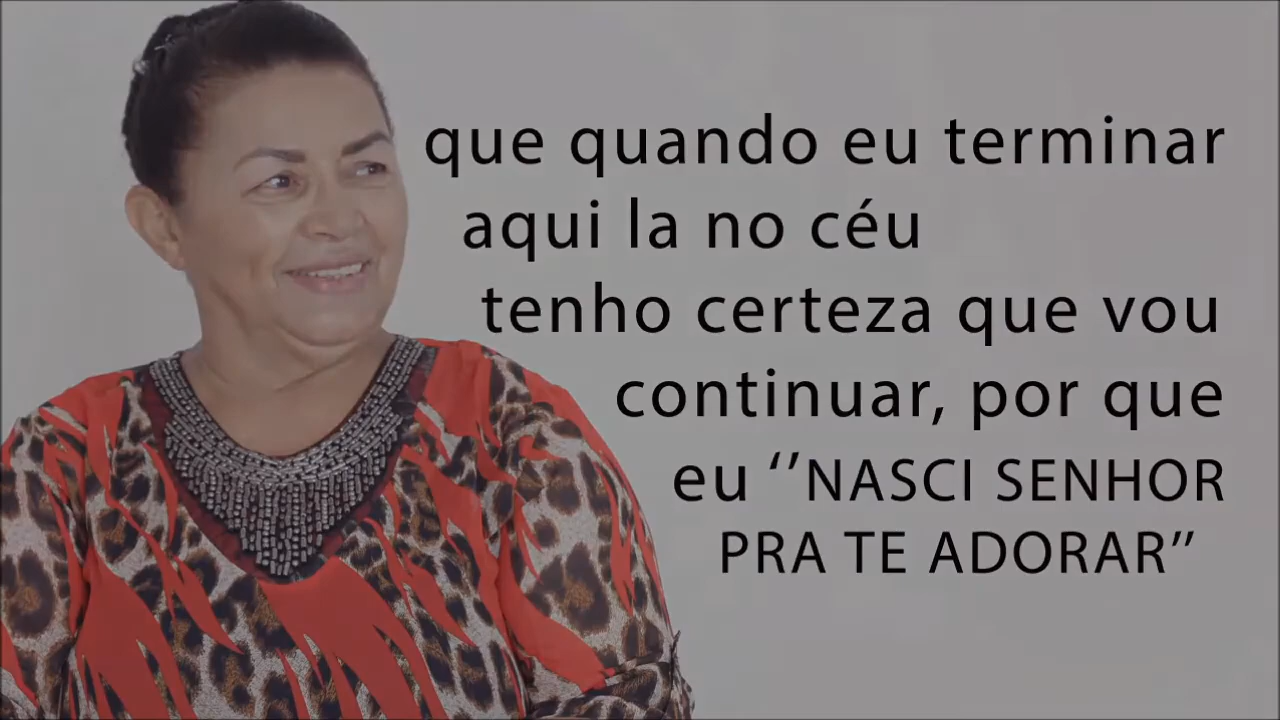 que quando eu terminar
aqui la no céu
tenho certeza que vou
continuar, por que
eu ‘’NASCI SENHOR
PRA TE ADORAR’’